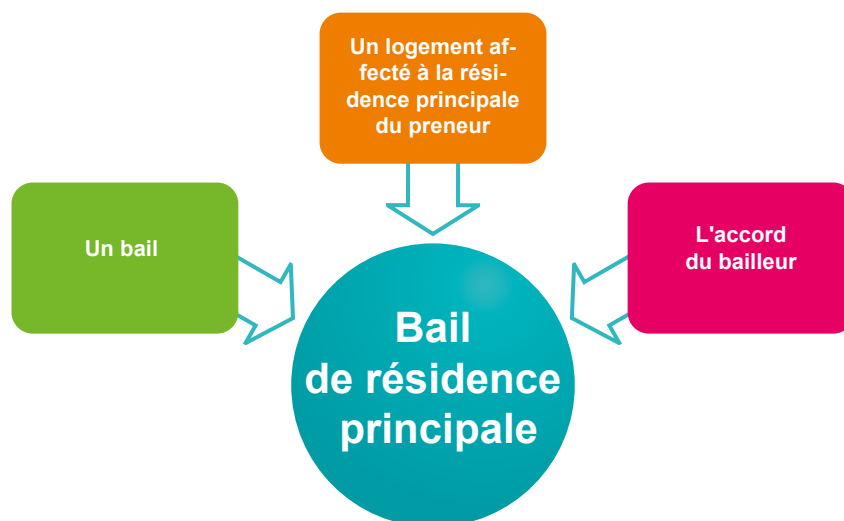 Un logement af-
fecté à la rési-
dence principale
du preneur
Un bail
L'accord
du bailleur
Bail
de résidence
principale